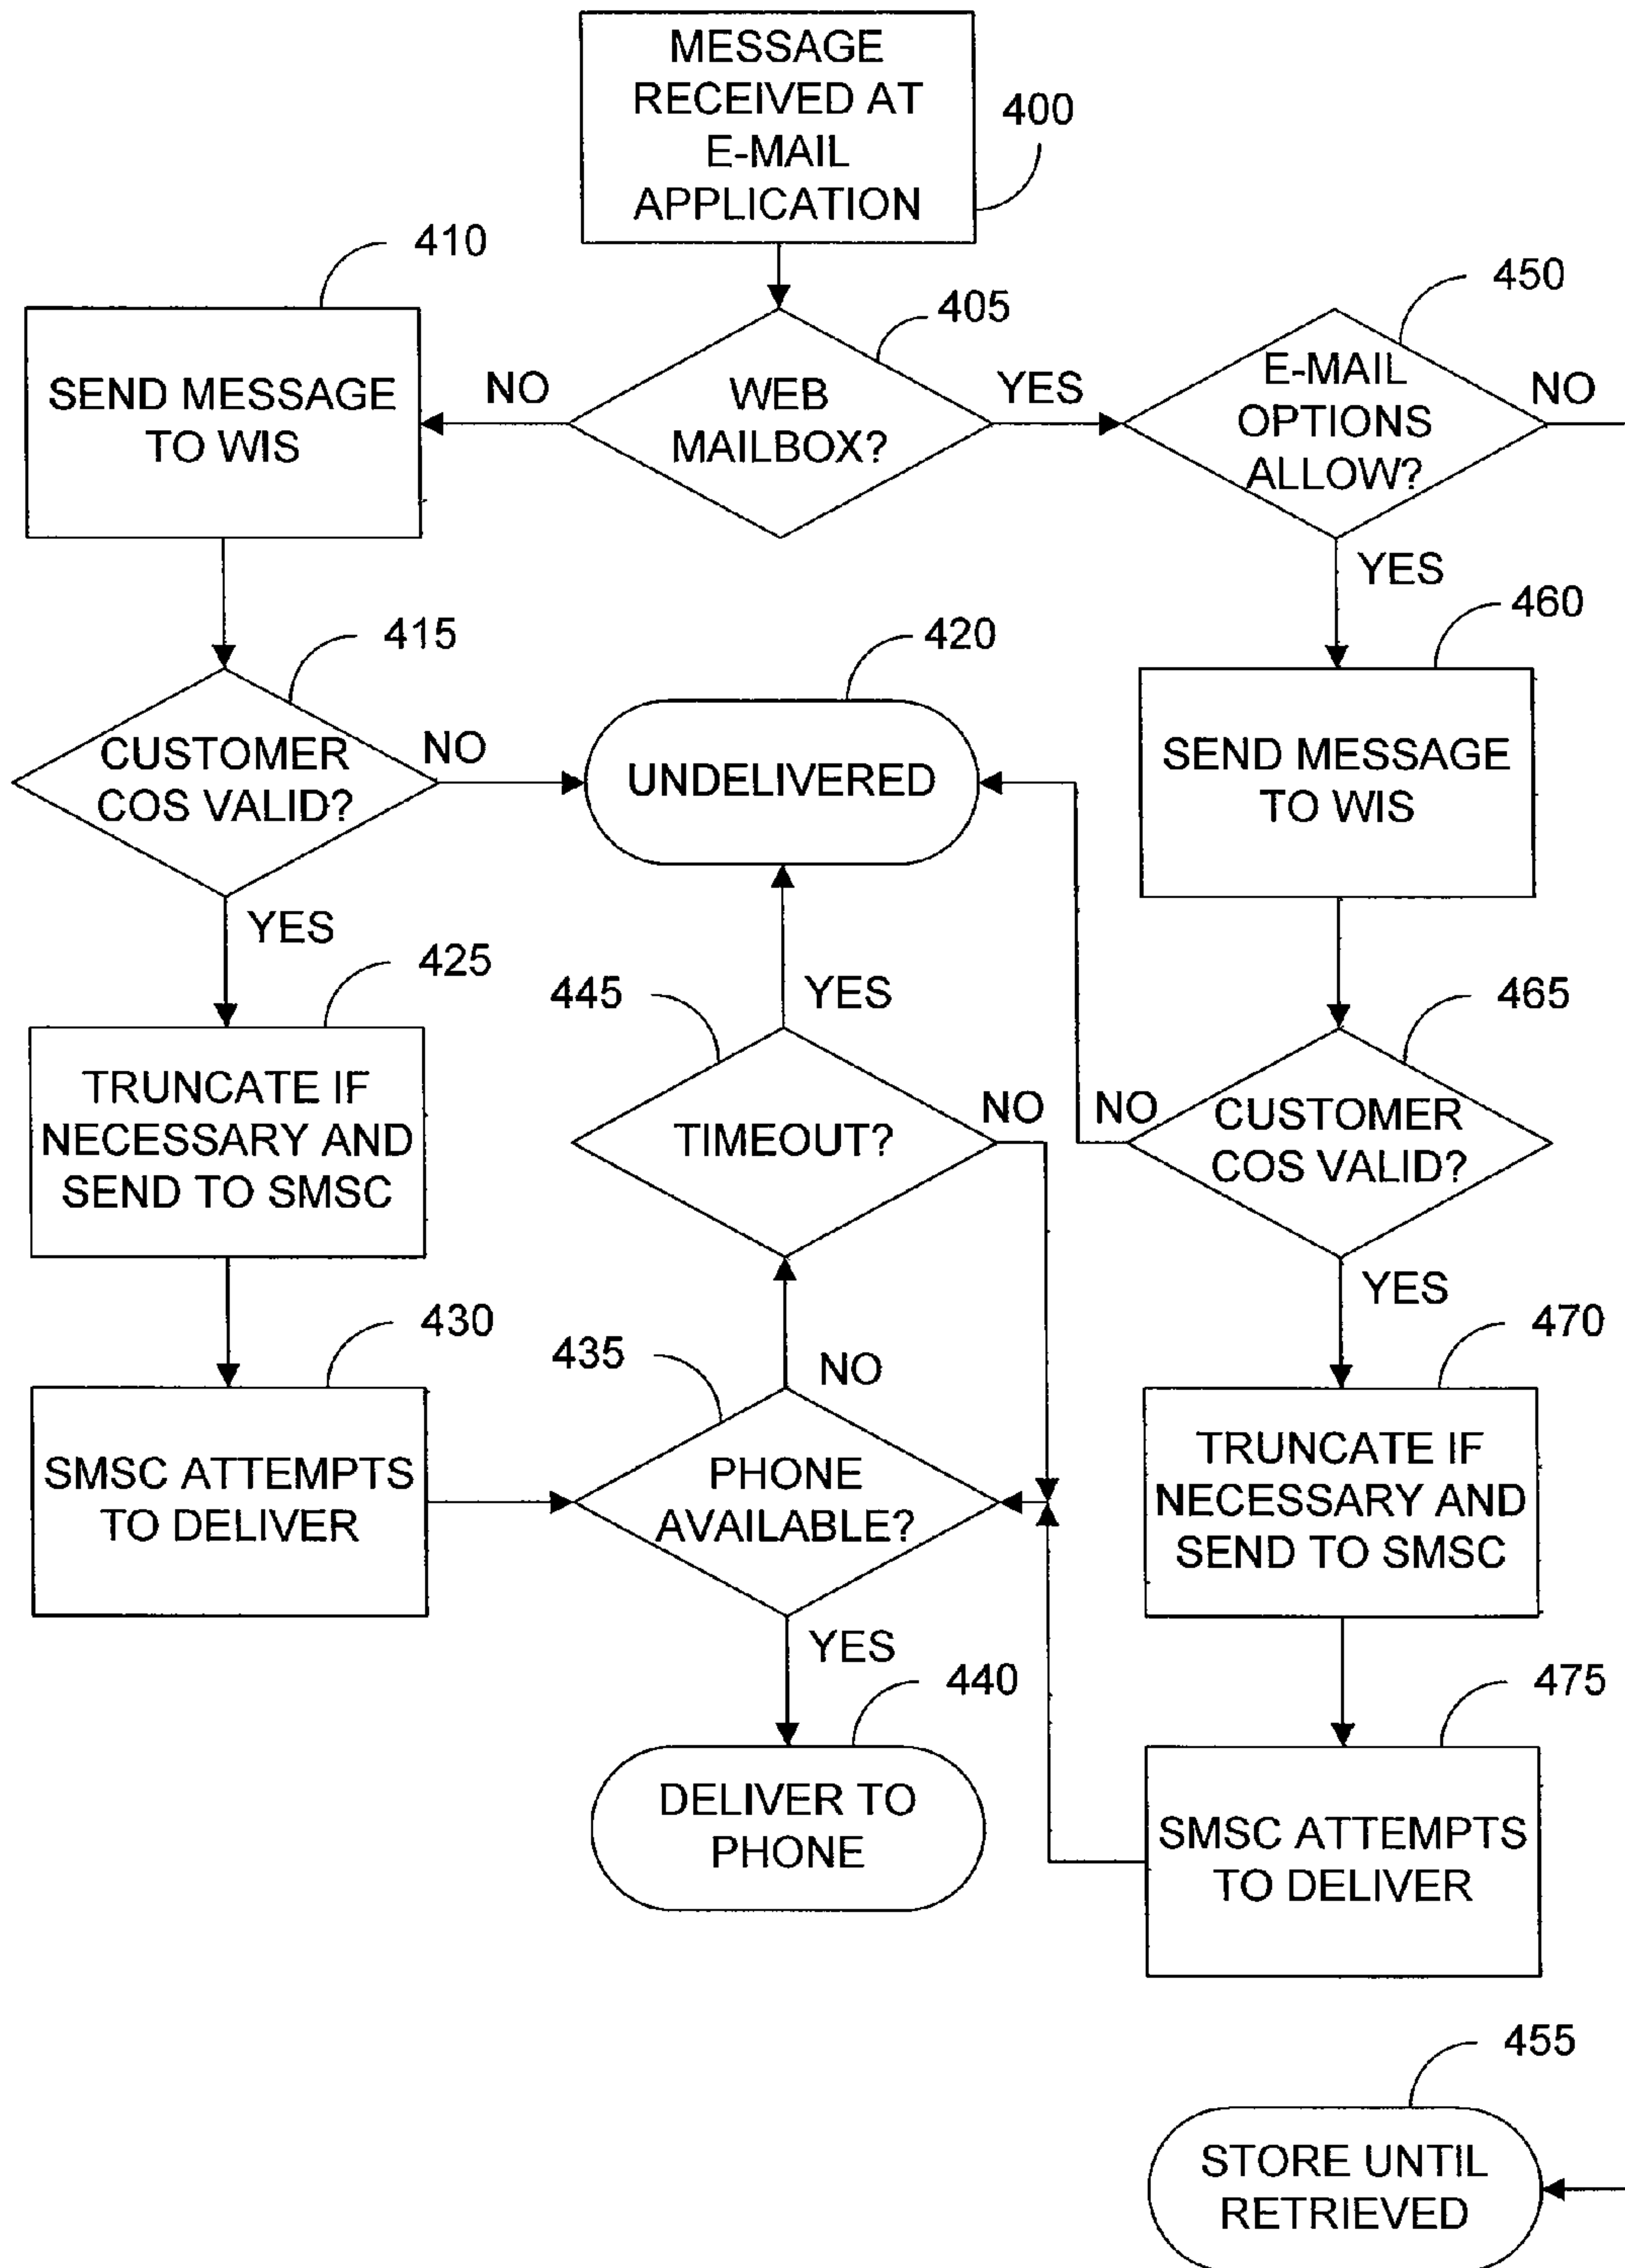 MESSAGE
RECEIVED AT
E-MAIL
APPLICATION
400
410
SEND MESSAGE
TO WIS
NO
405
WEB
MAILBOX?
YES
450
E-MAIL
OPTIONS
ALLOW?
NO
YES
415
CUSTOMER
COS VALID?
NO
YES
420
UNDELIVERED
460
SEND MESSAGE
TO WIS
425
TRUNCATE IF
NECESSARY AND
SEND TO SMSC
445
YES
TIMEOUT?
NO
465
NO
CUSTOMER
COS VALID?
YES
430
SMSC ATTEMPTS
TO DELIVER
435
NO
PHONE
AVAILABLE?
YES
470
TRUNCATE IF
NECESSARY AND
SEND TO SMSC
440
DELIVER TO
PHONE
475
SMSC ATTEMPTS
TO DELIVER
455
STORE UNTIL
RETRIEVED